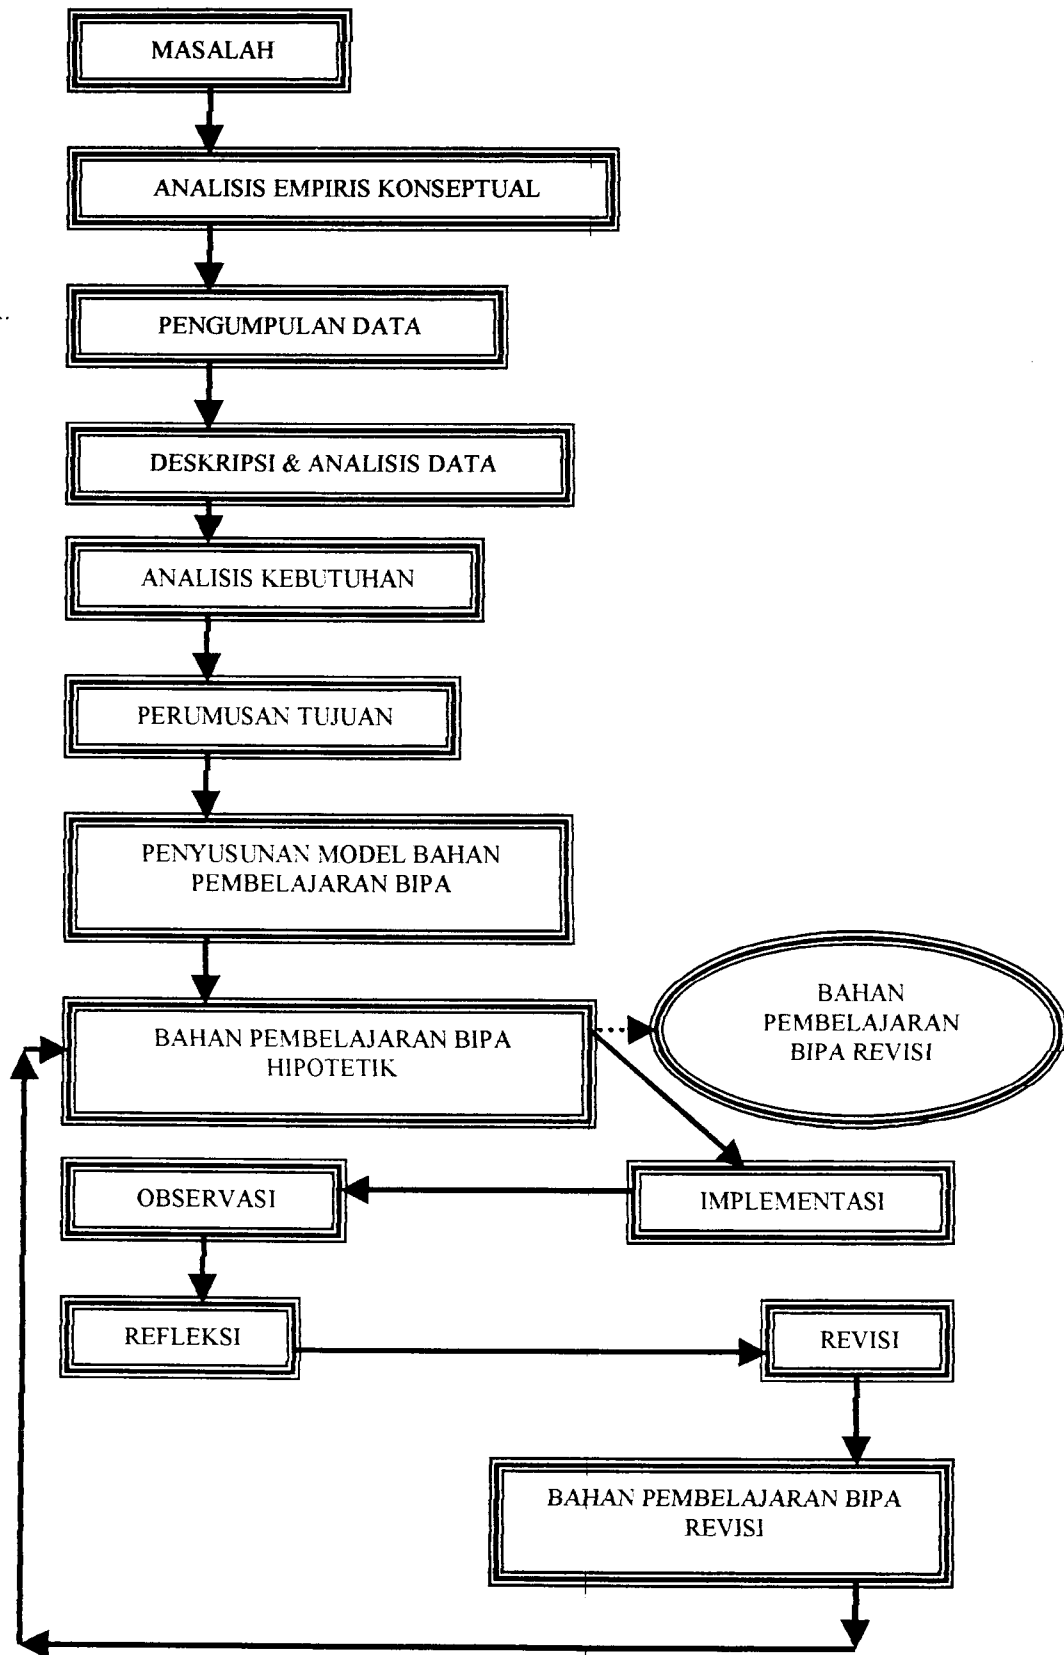 MASALAH
ANALISIS EMPIRIS KONSEPTUAL
PENGUMPULAN DATA
DESKRIPSI & ANALISIS DATA
ANALISIS KEBUTUHAN
PERUMUSAN TUJUAN
PENYUSUNAN MODEL BAHAN
PEMBELAJARAN BIPA
BAHAN PEMBELAJARAN BIPA
HIPOTETIK
BAHAN
PEMBELAJARAN
BIPA REVISI
IMPLEMENTASI
OBSERVASI
REFLEKSI
REVISI
BAHAN PEMBELAJARAN BIPA
REVISI